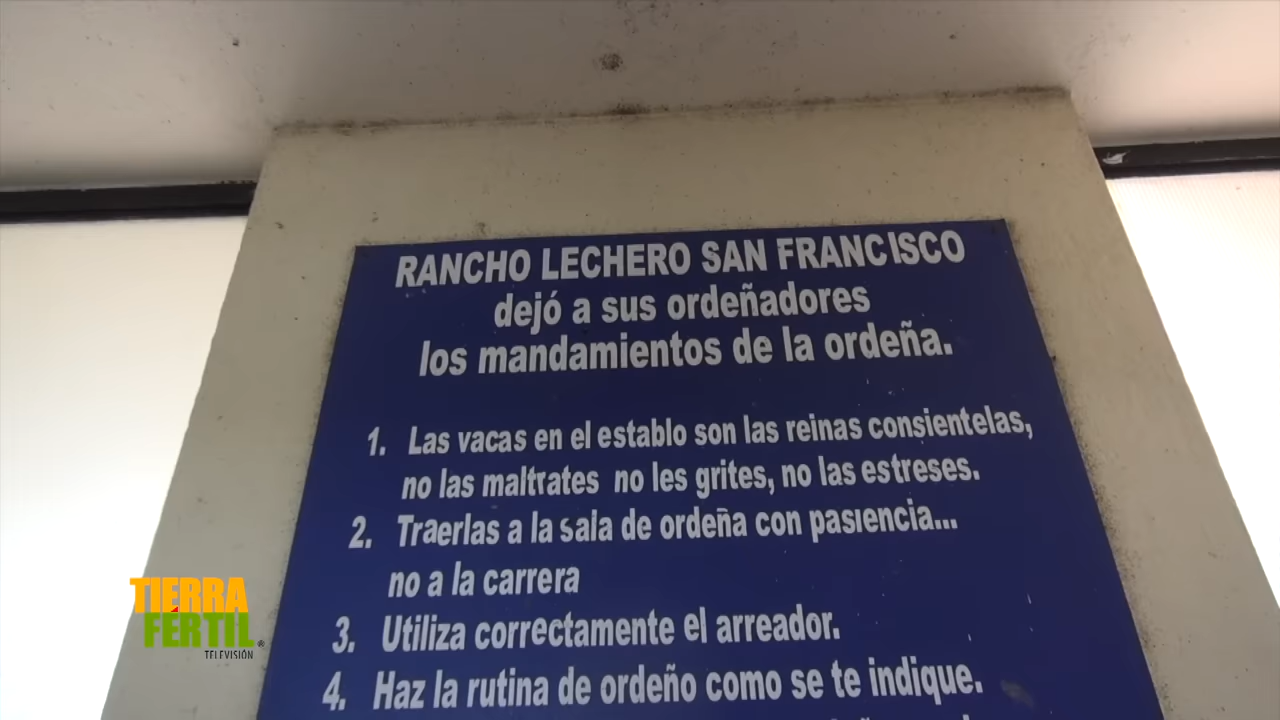 RANCHO LECHERO SAN FRANCISCO
dejó a sus ordeñadores
los mandamientos de la ordeña.
1. Las vacas en el establo son las reinas consientelas,
no las maltrates no les grites, no las estreses.
2. Traerlas a la sala de ordeña con pasiencia...
no a la carrera
3. Utiliza correctamente el arreador.
4. Haz la rutina de ordeño como se te indique.
TIERRA
FÉRTIL®
TELEVISIÓN